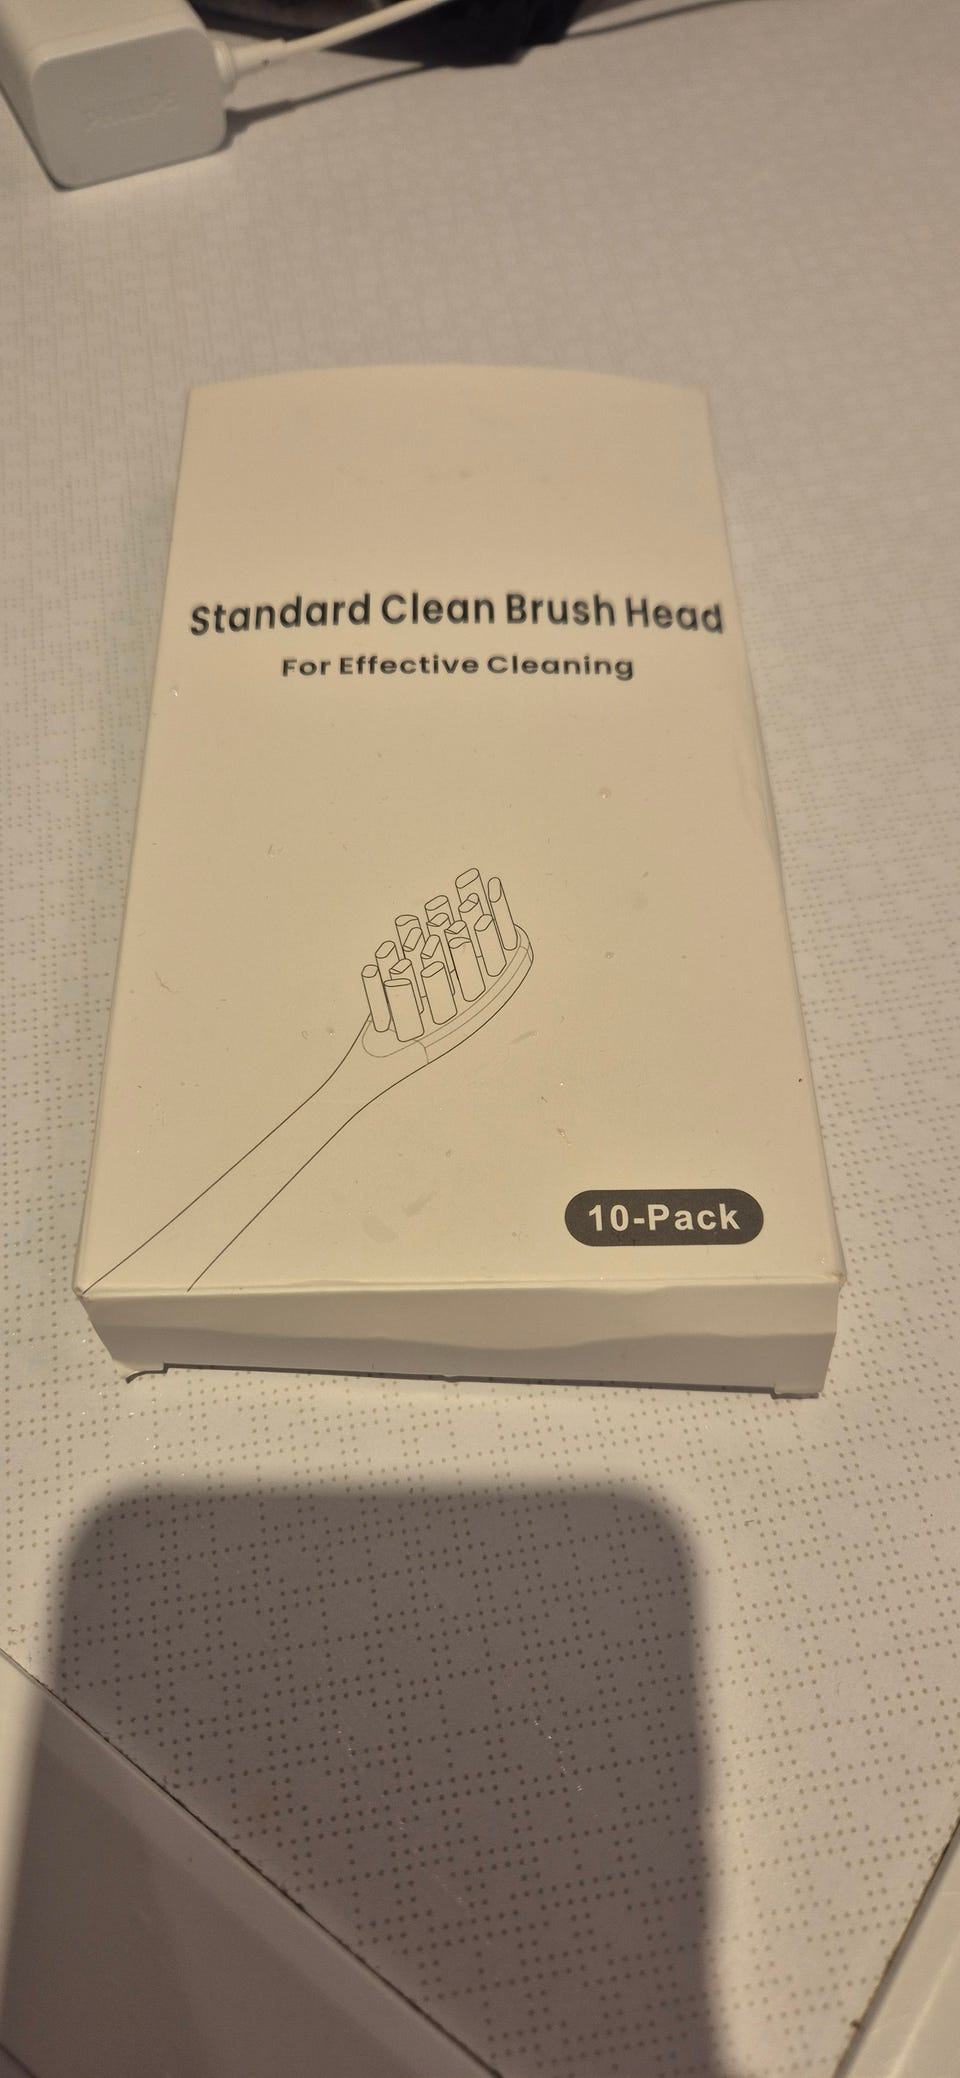 Standard Clean Brush Head
For Effective Cleaning
10-Pack